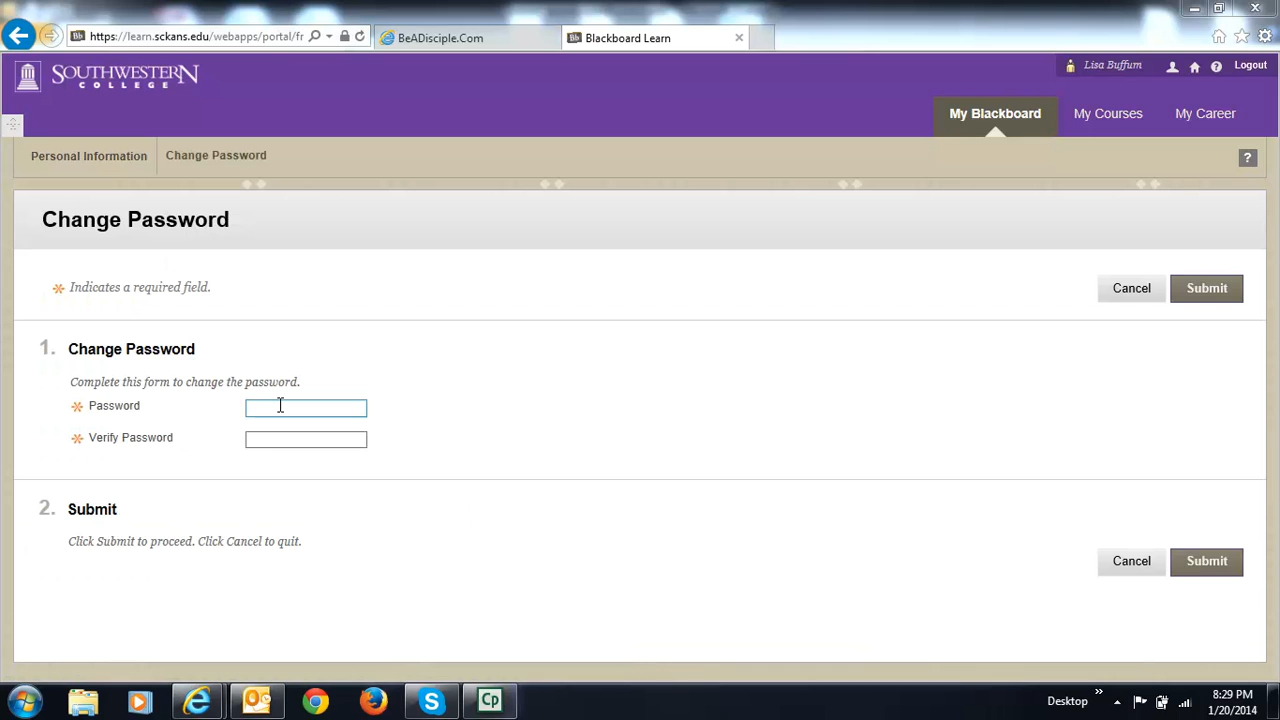 https://learn.sckans.edu/webapps/portal/fr
BeADisciple.Com
Blackboard Learn
SOUTHWESTERN
COLLEGE
Lisa Buffum
Logout
My Blackboard
My Courses
My Career
Personal Information
Change Password
?
Change Password
Indicates a required field.
Cancel
Submit
1. Change Password
Complete this form to change the password.
Password
Verify Password
2. Submit
Click Submit to proceed. Click Cancel to quit.
Cancel
Submit
Cp
Desktop
8:29 PM
1/20/2014